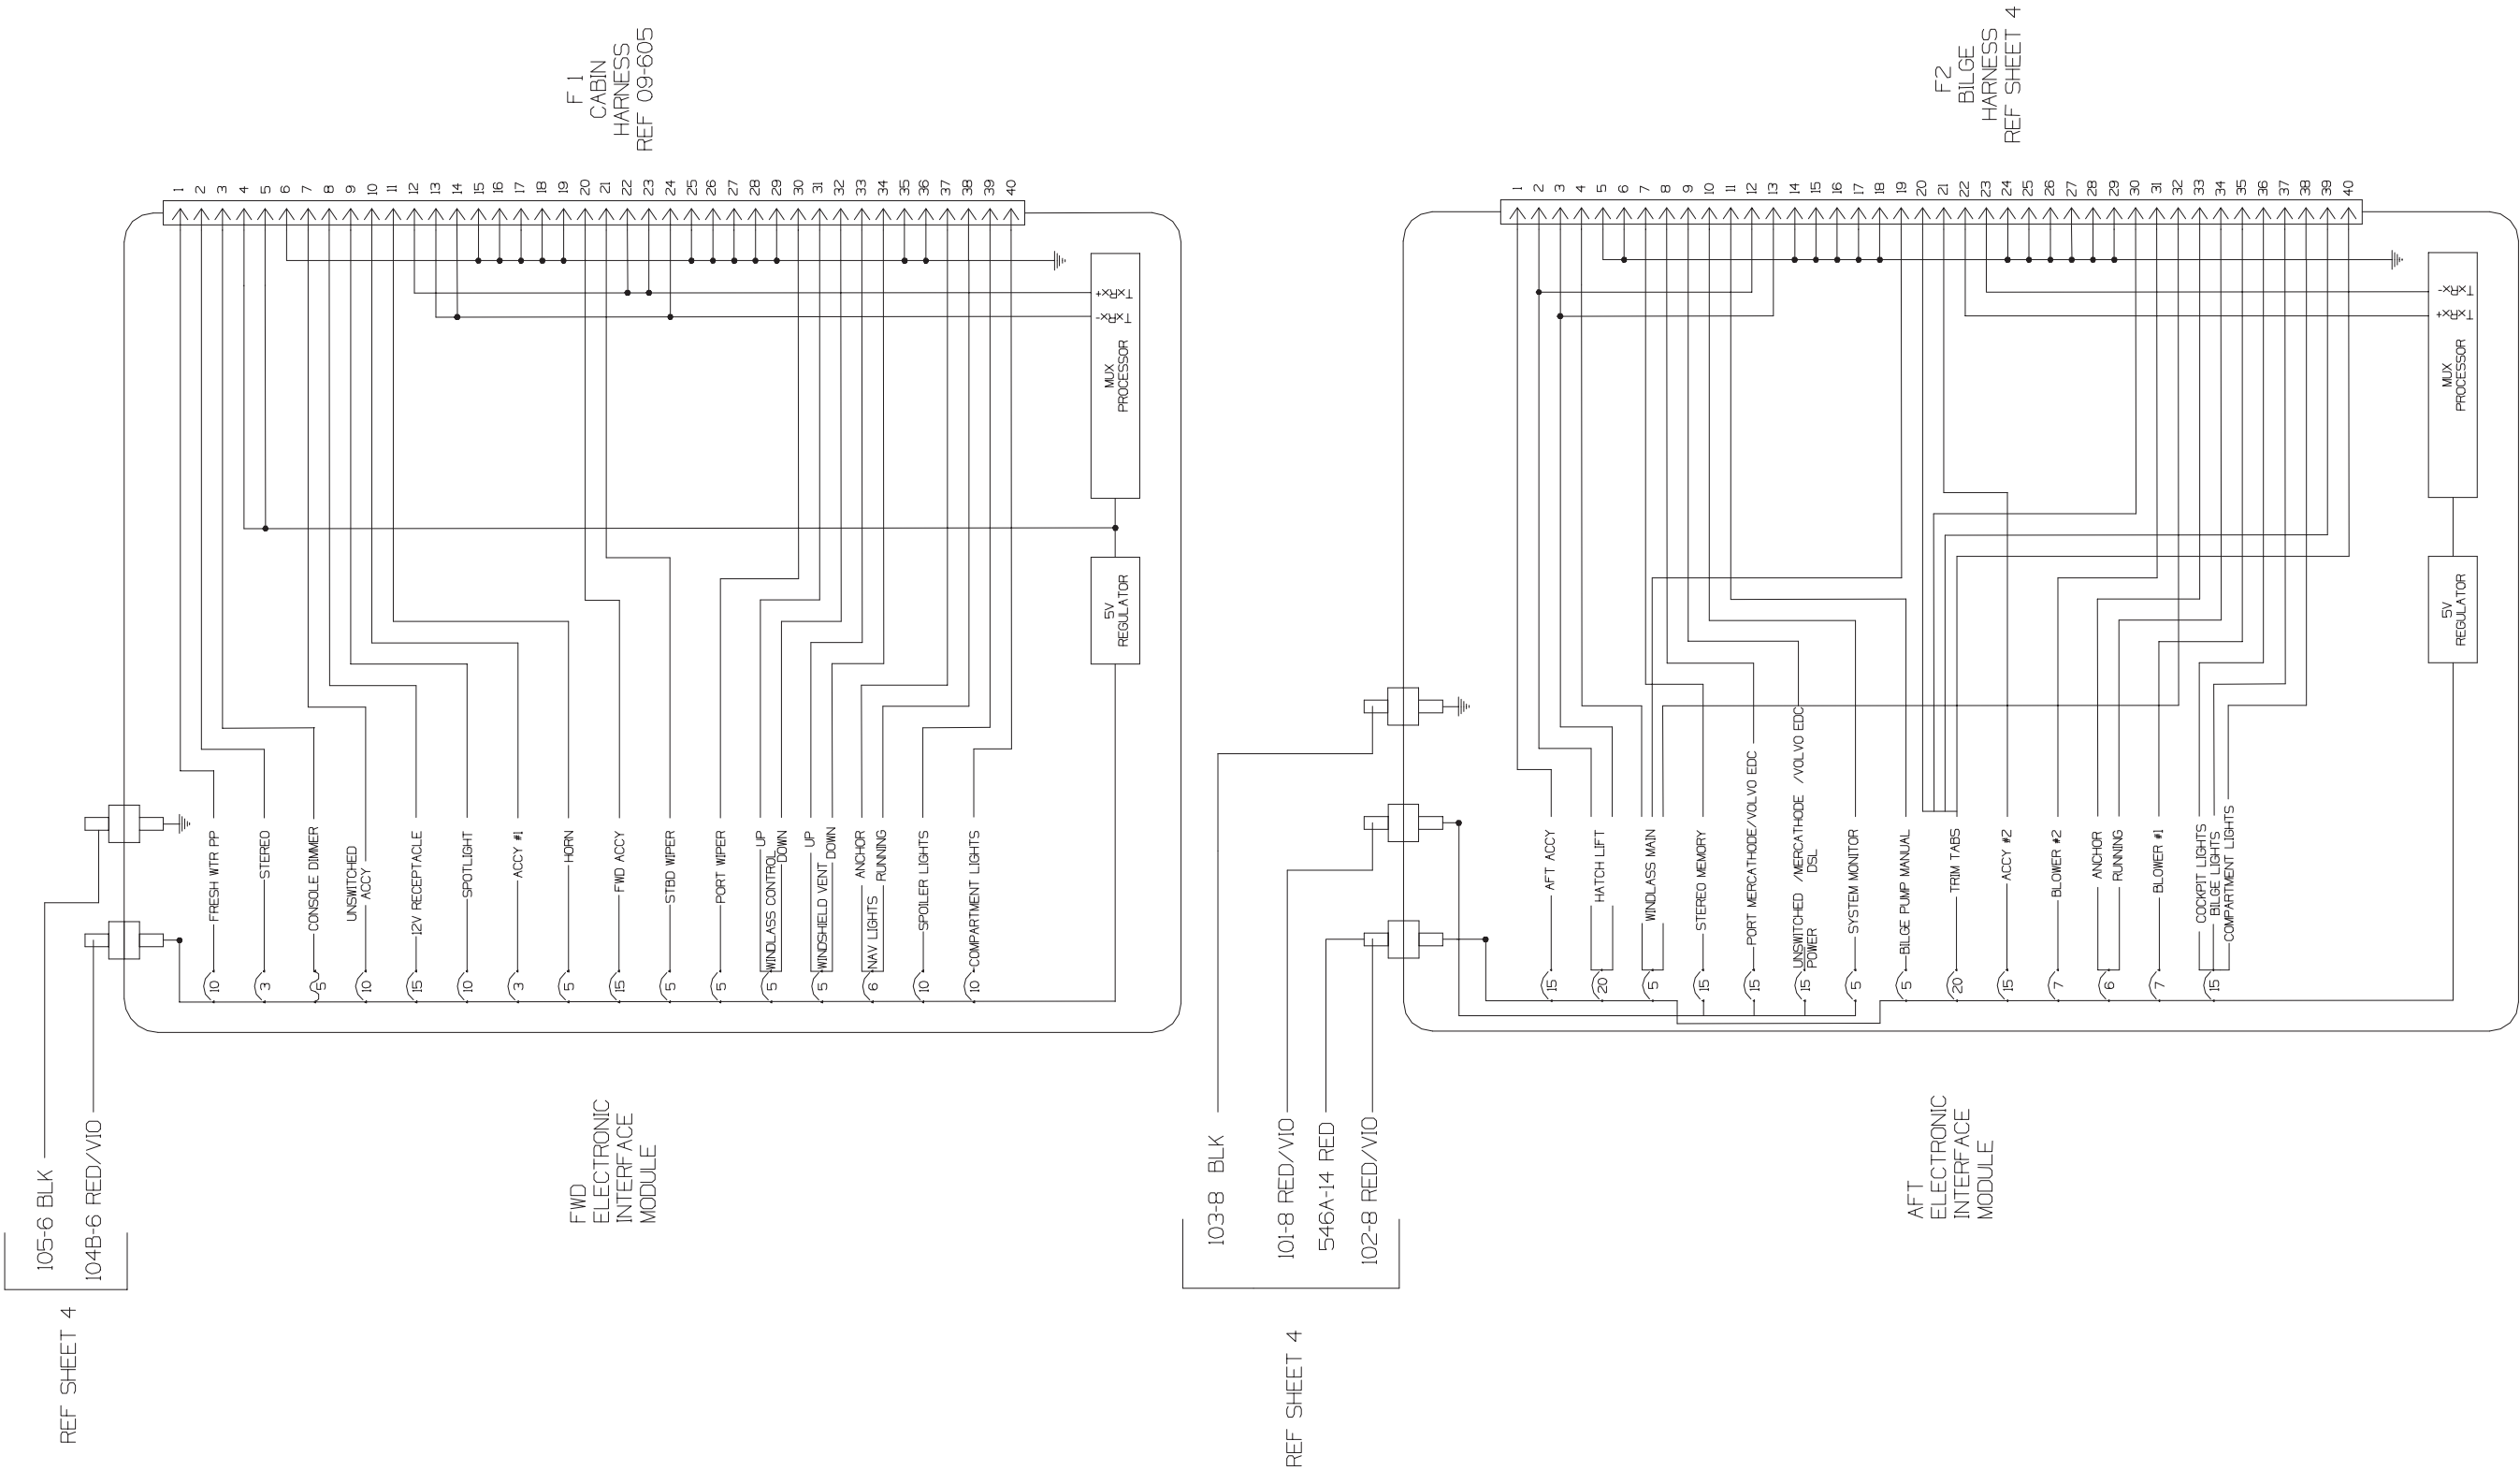 F 1
CABIN
HARNESS
REF 09-605
1
2
3
4
5
6
7
8
9
10
11
12
13
14
15
16
17
18
19
20
21
22
23
24
25
26
27
28
29
30
31
32
33
34
35
36
37
38
39
40
TxRx+
TxRx-
MUX
PROCESSOR
5V
REGULATOR
FRESH WTR PP
STEREO
CONSOLE DIMMER
UNSWITCHED
ACCY
12V RECEPTACLE
SPOTLIGHT
ACCY #1
HORN
FWD ACCY
STBD WIPER
PORT WIPER
UP
WINDLASS CONTROL
DOWN
UP
WINDSHIELD VENT
DOWN
ANCHOR
NAV LIGHTS
RUNNING
SPOILER LIGHTS
COMPARTMENT LIGHTS
10
3
5
10
15
10
3
5
15
5
5
5
5
6
10
10
FWD
ELECTRONIC
INTERFACE
MODULE
105-6 BLK
104B-6 RED/VIO
REF SHEET 4
F2
BILGE
HARNESS
REF SHEET 4
1
2
3
4
5
6
7
8
9
10
11
12
13
14
15
16
17
18
19
20
21
22
23
24
25
26
27
28
29
30
31
32
33
34
35
36
37
38
39
40
TxRx-
TxRx+
MUX
PROCESSOR
5V
REGULATOR
AFT ACCY
HATCH LIFT
WINDLASS MAIN
STEREO MEMORY
PORT MERCATHODE/VOLVO EDC
UNSWITCHED /MERCATHODE /VOLVO EDC
POWER DSL
SYSTEM MONITOR
BILGE PUMP MANUAL
TRIM TABS
ACCY #2
BLOWER #2
ANCHOR
RUNNING
BLOWER #1
COCKPIT LIGHTS
BILGE LIGHTS
COMPARTMENT LIGHTS
15
20
5
15
15
15
5
5
20
15
7
6
7
15
AFT
ELECTRONIC
INTERFACE
MODULE
103-8 BLK
101-8 RED/VIO
546A-14 RED
102-8 RED/VIO
REF SHEET 4